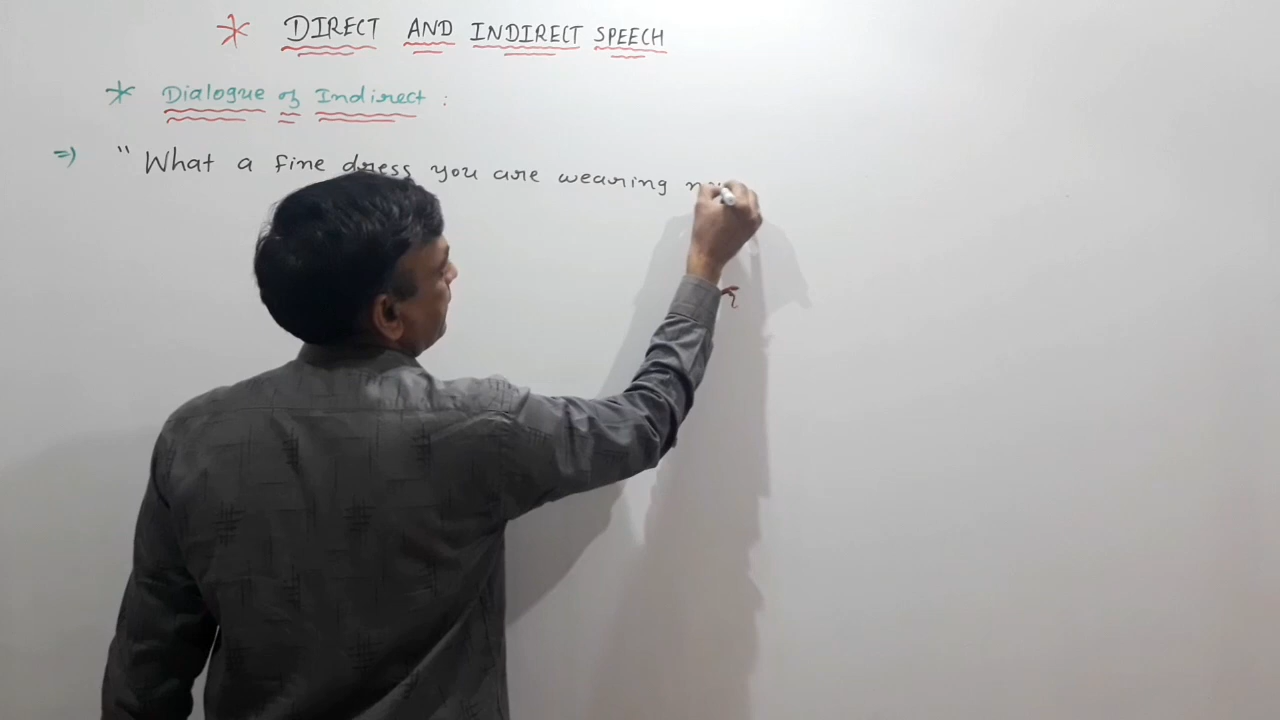 * DIRECT AND INDIRECT SPEECH
* Dialogue of Indirect :
⇒ " What a fine dress you are wearing